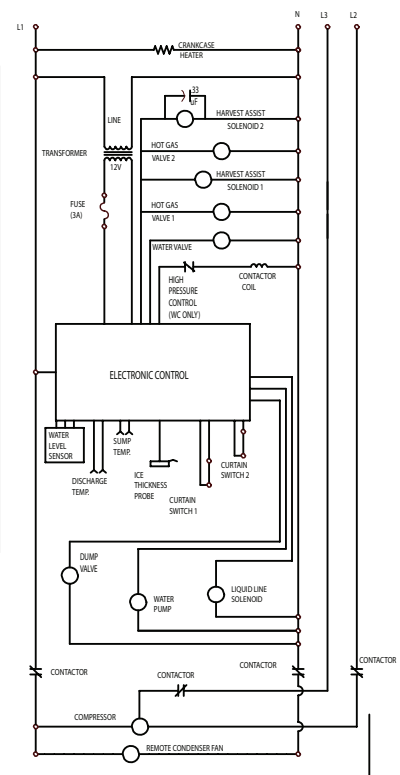 N
L3
L2
L1
CRANKCASE
HEATER
33
uF
LINE
HARVEST ASSIST
SOLENOID 2
TRANSFORMER
HOT GAS
VALVE 2
12V
HARVEST ASSIST
SOLENOID 1
FUSE
(3A)
HOT GAS
VALVE 1
WATER VALVE
HIGH
PRESSURE
CONTROL
(WC ONLY)
CONTACTOR
COIL
ELECTRONIC CONTROL
WATER
LEVEL
SENSOR
SUMP
TEMP.
DISCHARGE
TEMP.
ICE
THICKNESS
PROBE
CURTAIN
SWITCH 1
CURTAIN
SWITCH 2
DUMP
VALVE
WATER
PUMP
LIQUID LINE
SOLENOID
CONTACTOR
CONTACTOR
CONTACTOR
CONTACTOR
COMPRESSOR
REMOTE CONDENSER FAN